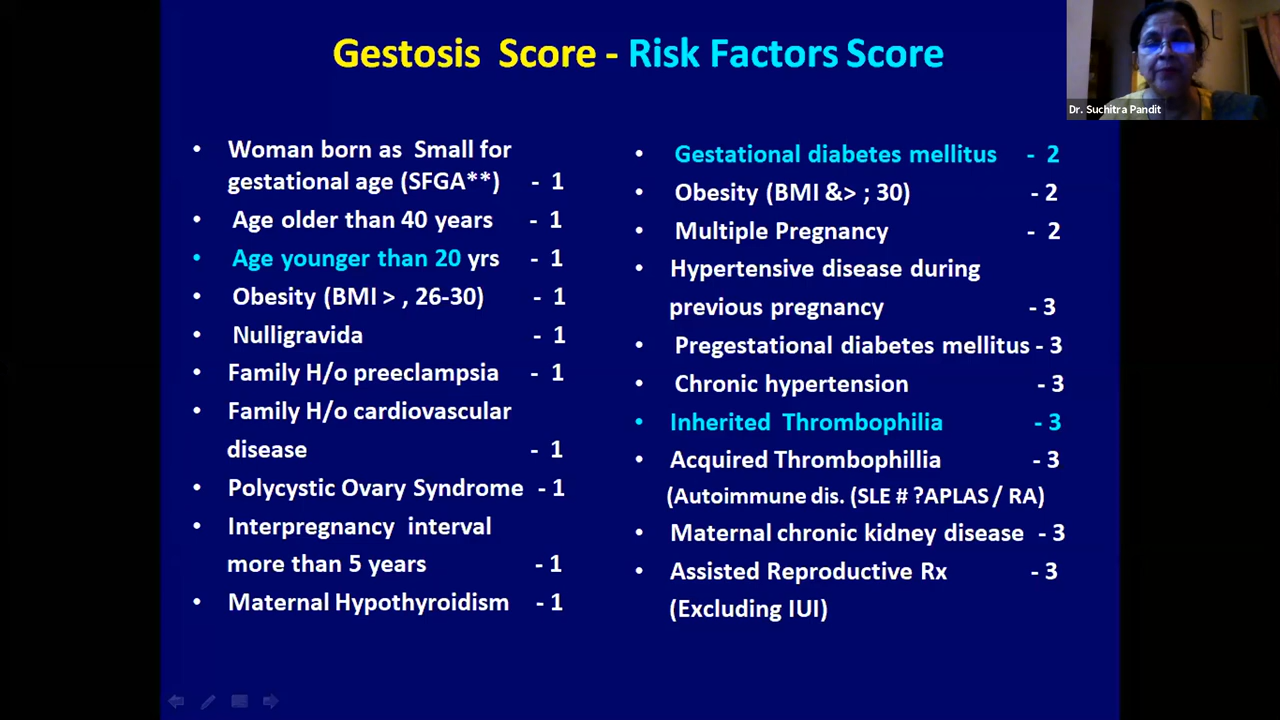 Gestosis Score - Risk Factors Score
Dr. Suchitra Pandit
• Woman born as Small for
gestational age (SFGA**) - 1
• Age older than 40 years - 1
• Age younger than 20 yrs - 1
• Obesity (BMI > , 26-30) - 1
• Nulligravida - 1
• Family H/o preeclampsia - 1
• Family H/o cardiovascular
disease - 1
• Polycystic Ovary Syndrome - 1
• Interpregnancy interval
more than 5 years - 1
• Maternal Hypothyroidism - 1
• Gestational diabetes mellitus - 2
• Obesity (BMI &> ; 30) - 2
• Multiple Pregnancy - 2
• Hypertensive disease during
previous pregnancy - 3
• Pregestational diabetes mellitus - 3
• Chronic hypertension - 3
• Inherited Thrombophilia - 3
• Acquired Thrombophillia - 3
(Autoimmune dis. (SLE # ?APLAS / RA)
• Maternal chronic kidney disease - 3
• Assisted Reproductive Rx - 3
(Excluding IUI)